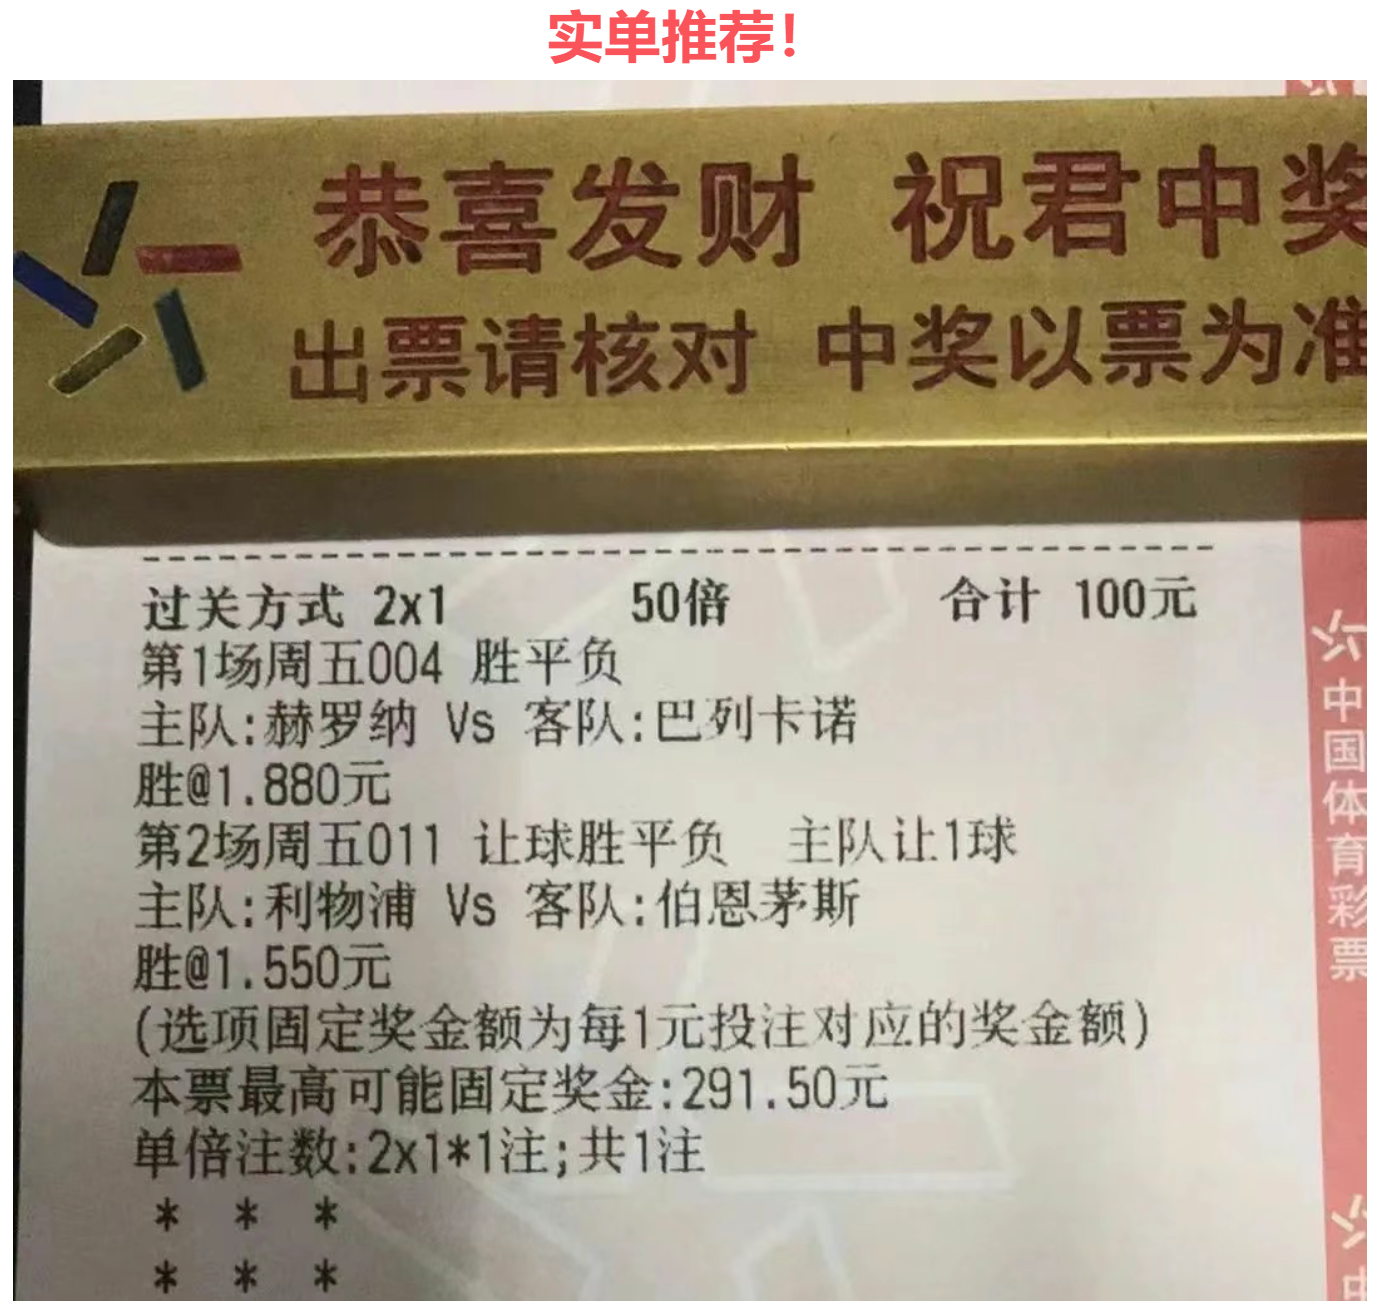 实单推荐！
恭喜发财 祝君中奖
出票请核对 中奖以票为准
过关方式 2x1 50倍 合计 100元
第1场周五004 胜平负
主队:赫罗纳 Vs 客队:巴列卡诺
胜@1.880元
第2场周五011 让球胜平负 主队让1球
主队:利物浦 Vs 客队:伯恩茅斯
胜@1.550元
(选项固定奖金额为每1元投注对应的奖金额)
本票最高可能固定奖金:291.50元
单倍注数:2x1*1注;共1注
* * *
* * *
中国体育彩票
中